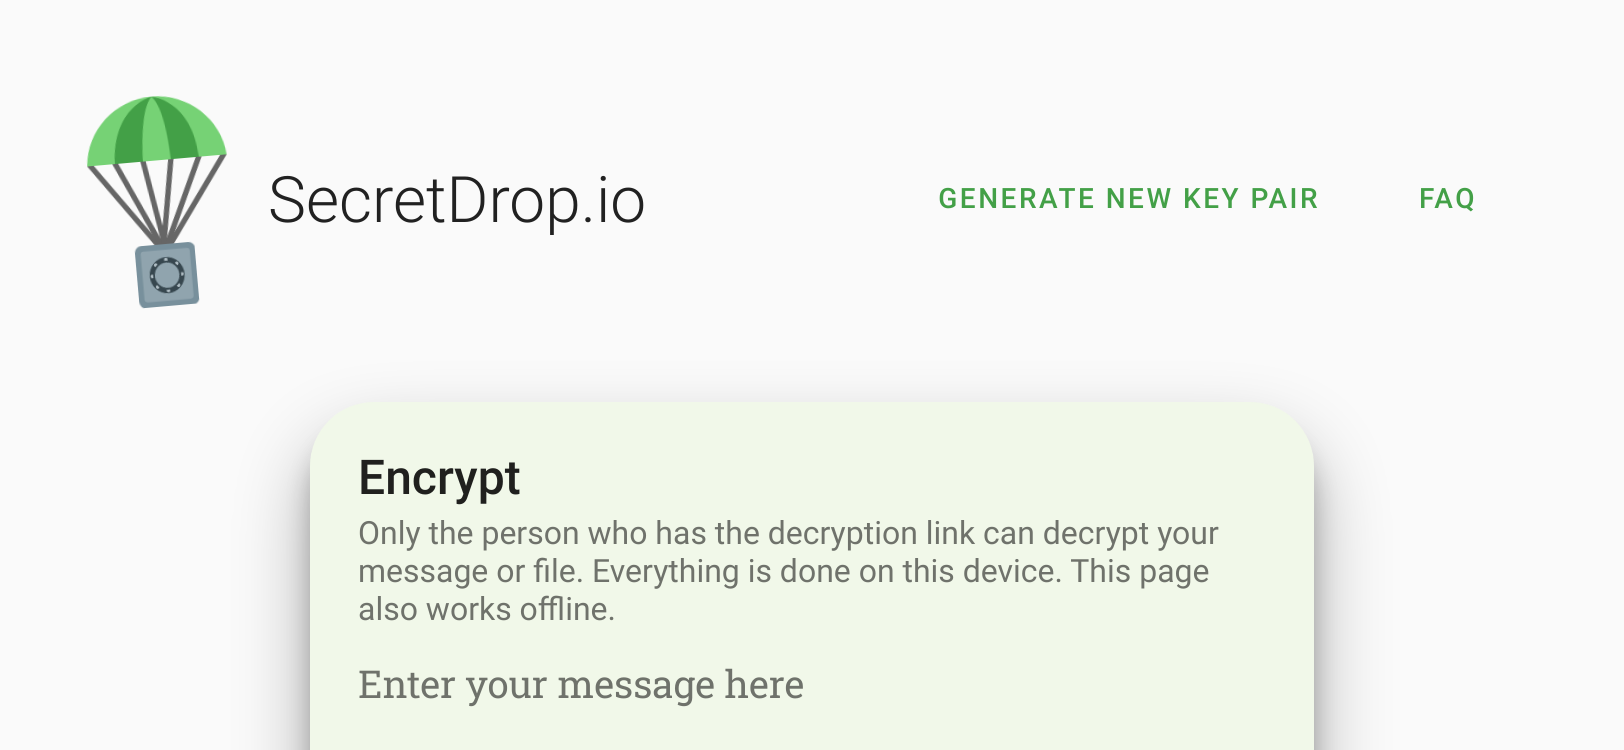 SecretDrop.io
GENERATE NEW KEY PAIR
FAQ
Encrypt
Only the person who has the decryption link can decrypt your
message or file. Everything is done on this device. This page
also works offline.
Enter your message here